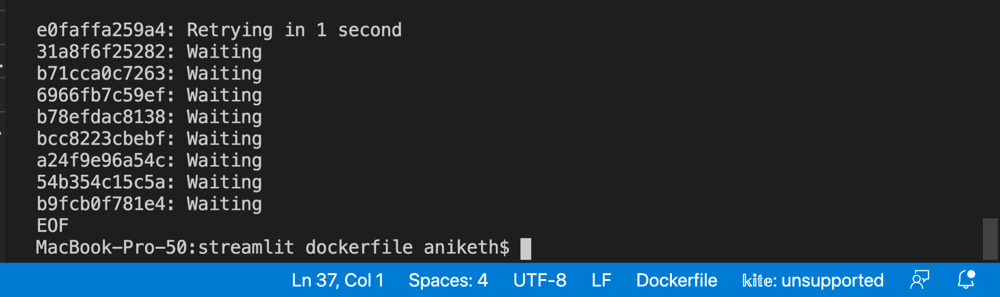 e0faffa259a4: Retrying in 1 second
31a8f6f25282: Waiting
b71cca0c7263: Waiting
6966fb7c59ef: Waiting
b78efdac8138: Waiting
bcc8223cbebf: Waiting
a24f9e96a54c: Waiting
54b354c15c5a: Waiting
b9fcb0f781e4: Waiting
EOF
MacBook-Pro-50:streamlit dockerfile aniketh$
Ln 37, Col 1 Spaces: 4 UTF-8 LF Dockerfile kite: unsupported